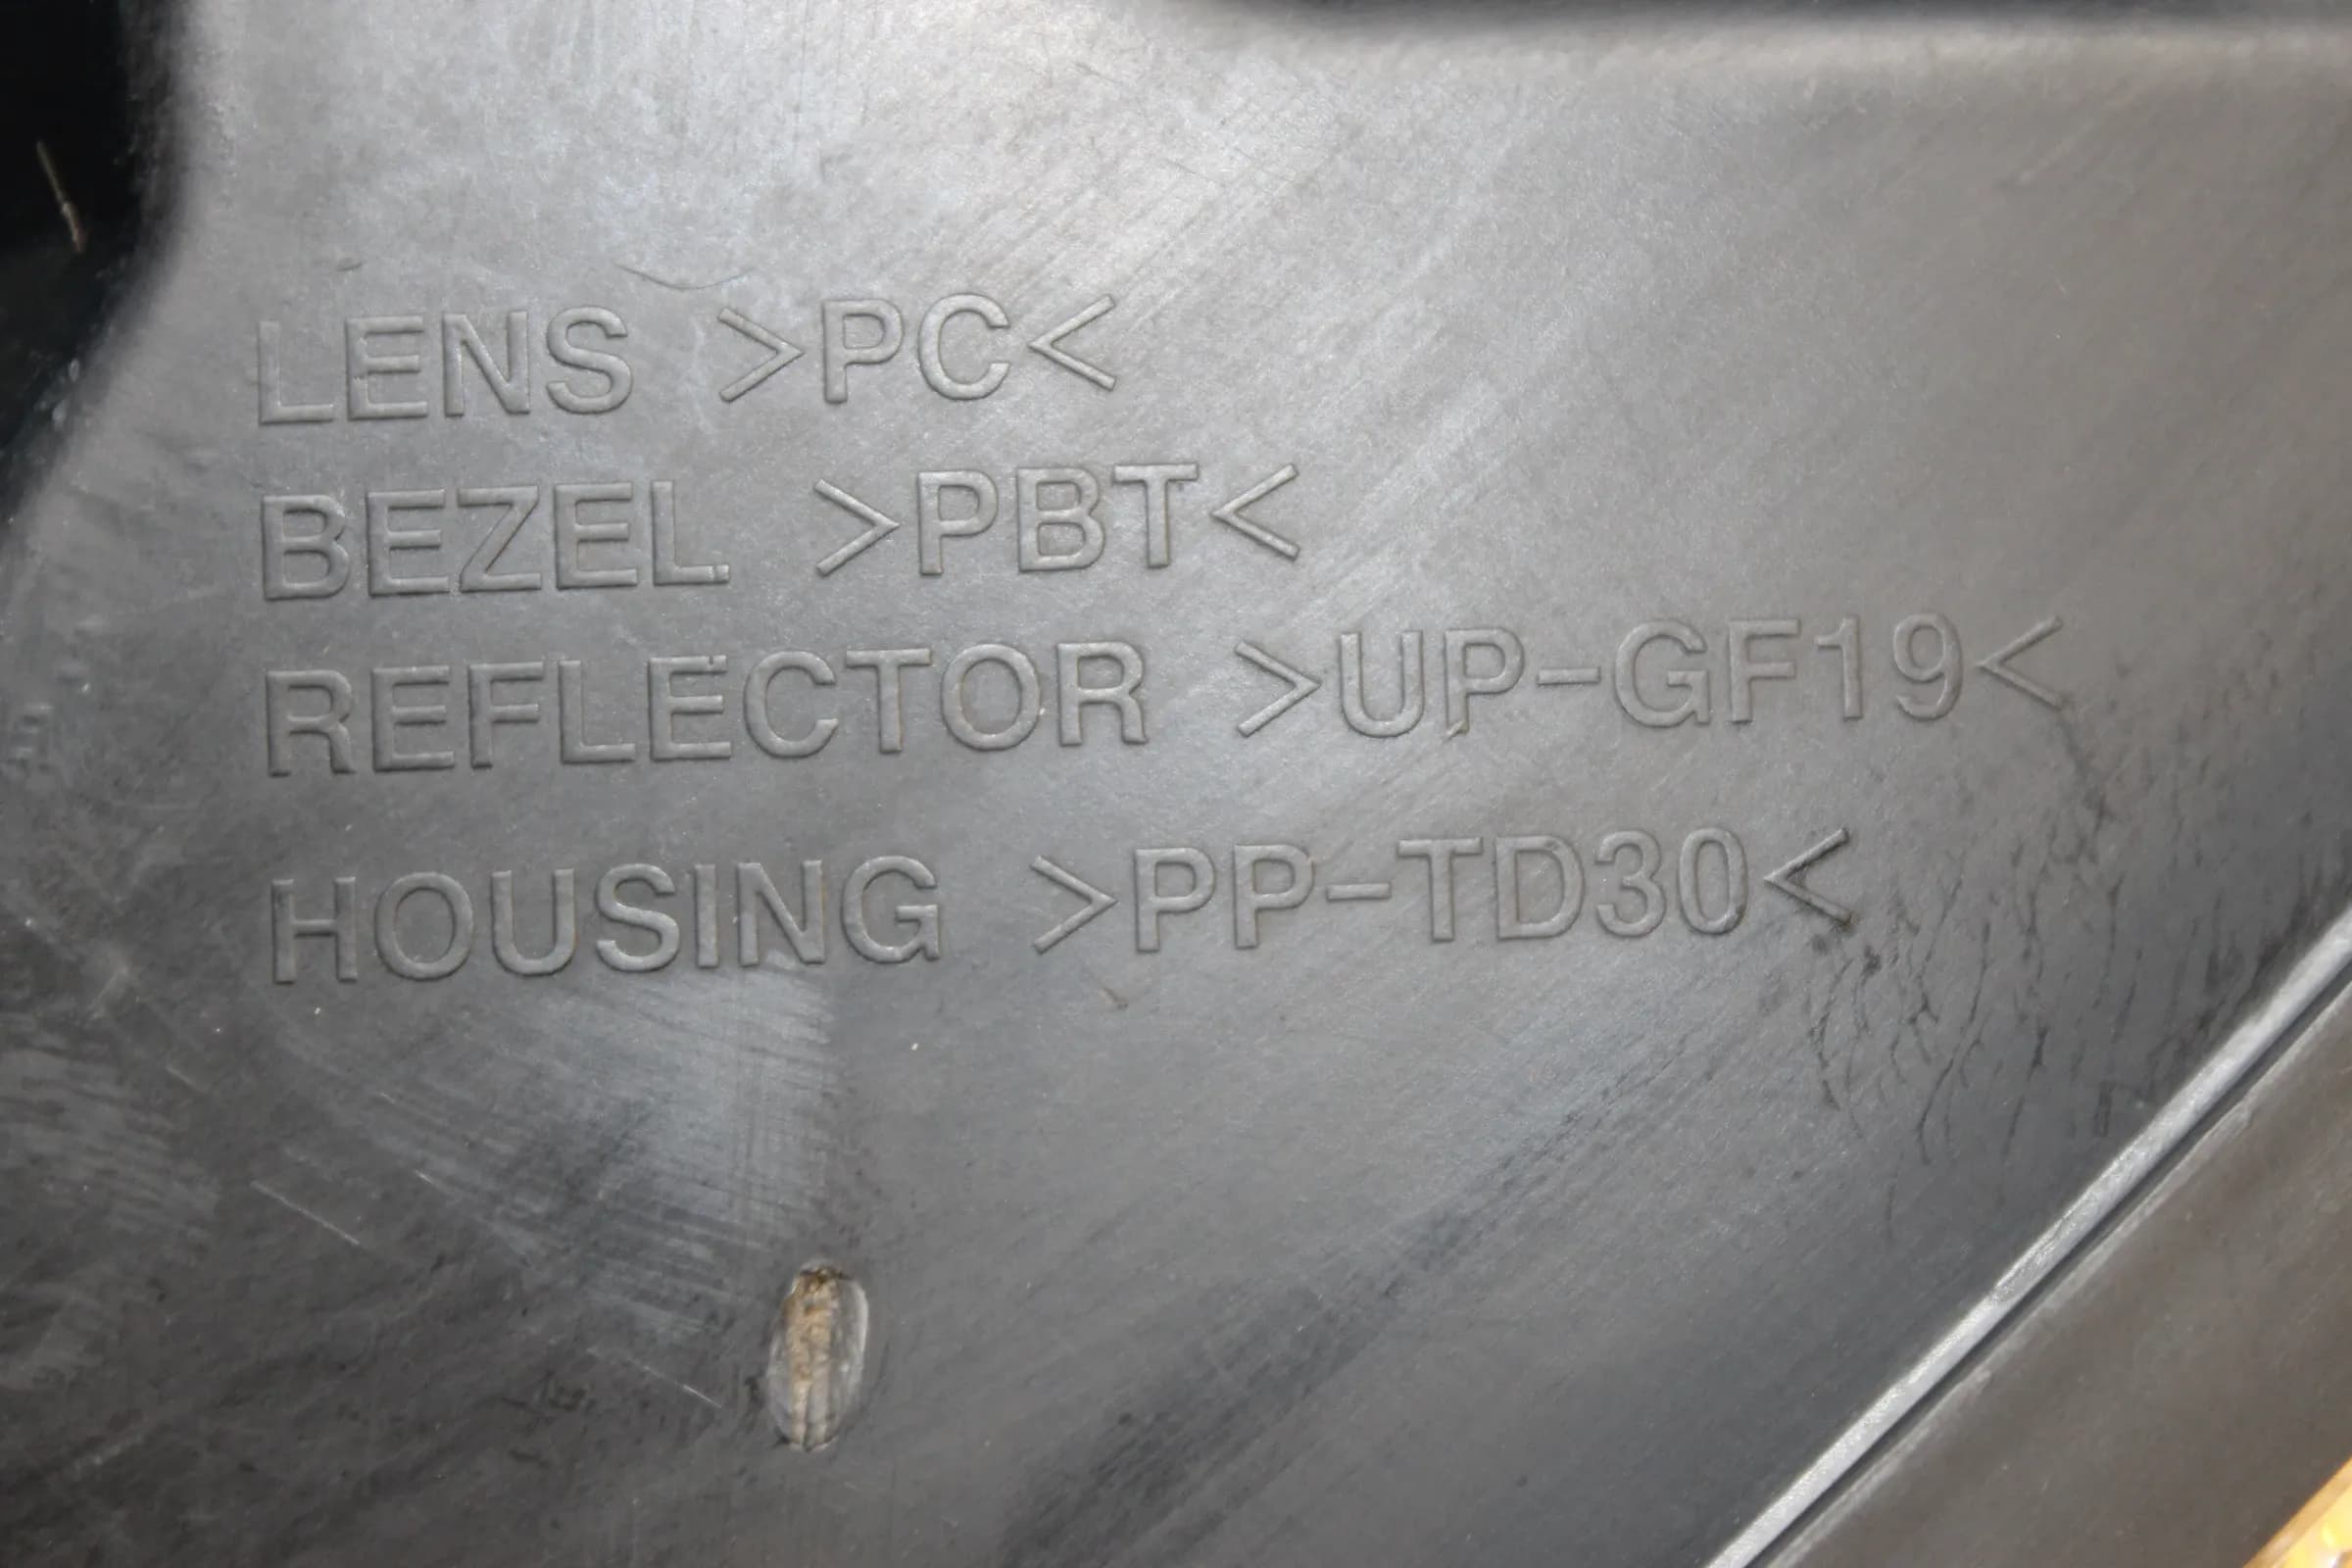 LENS >PC<
BEZEL >PBT<
REFLECTOR >UP-GF19<
HOUSING >PP-TD30<